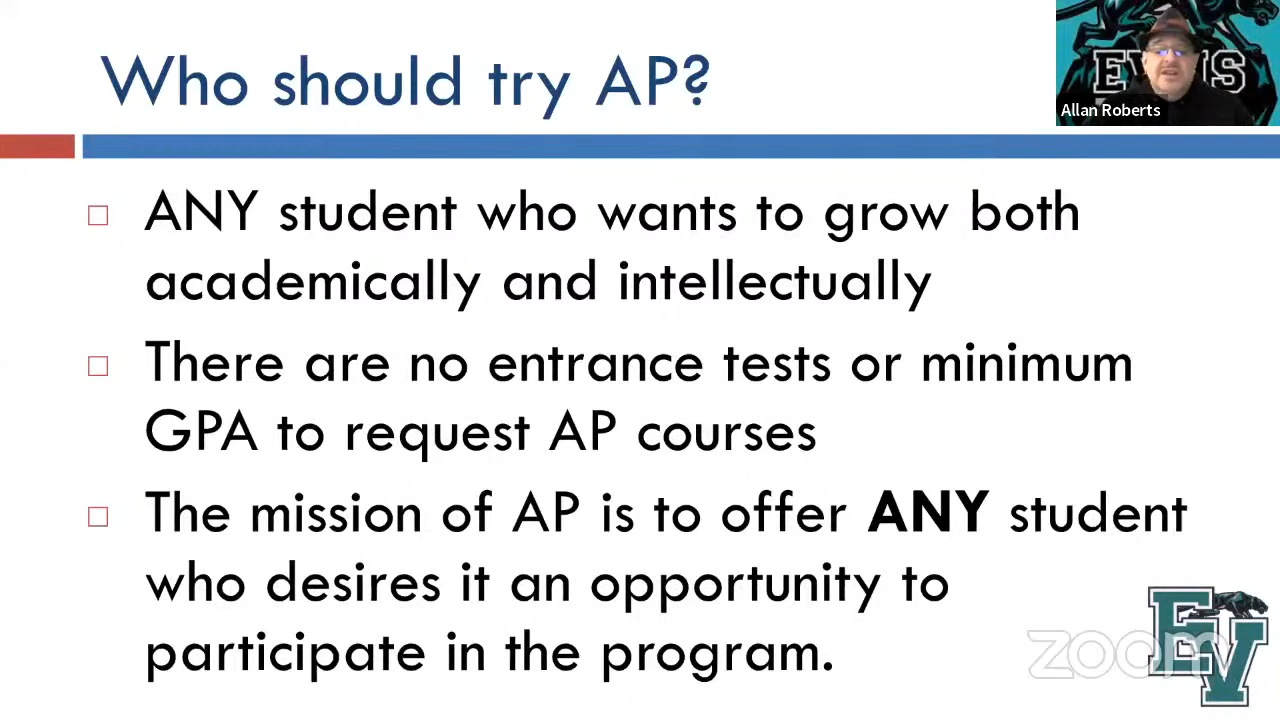 Who should try AP?
Allan Roberts
ANY student who wants to grow both
academically and intellectually
There are no entrance tests or minimum
GPA to request AP courses
The mission of AP is to offer ANY student
who desires it an opportunity to
participate in the program.
zoom
EV